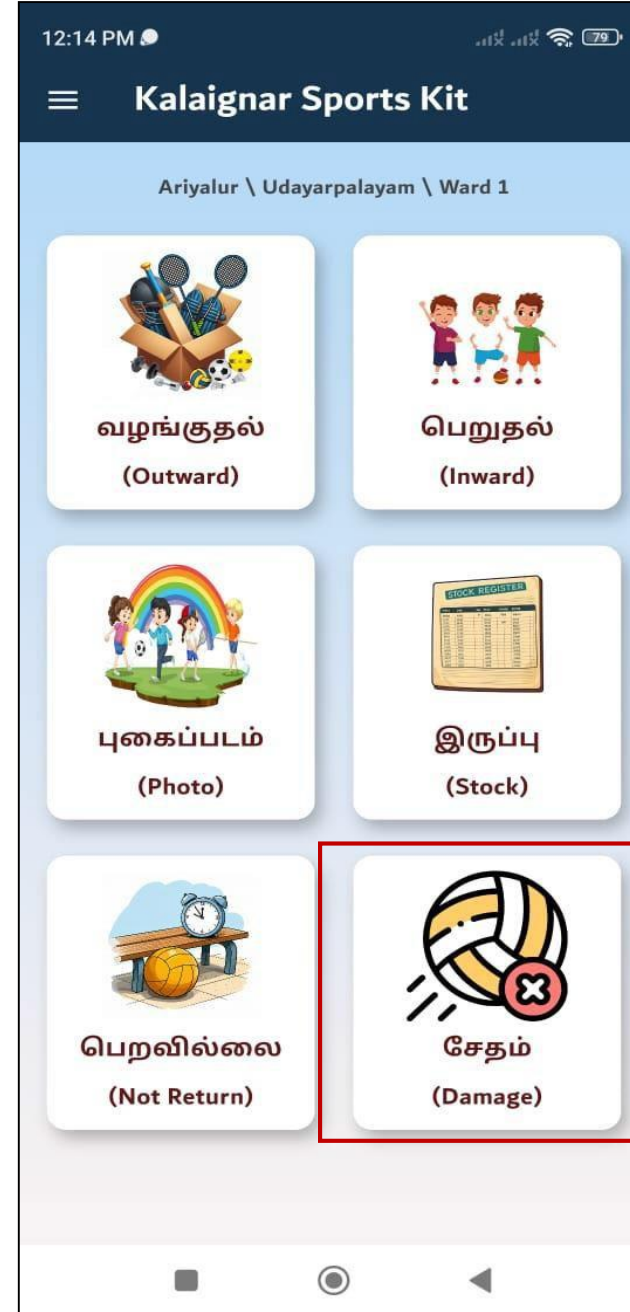 12:14 PM
79
Kalaignar Sports Kit
Ariyalur \ Udayarpalayam \ Ward 1
வழங்குதல்
(Outward)
பெறுதல்
(Inward)
STOCK REGISTER
புகைப்படம்
(Photo)
இருப்பு
(Stock)
பெறவில்லை
(Not Return)
சேதம்
(Damage)